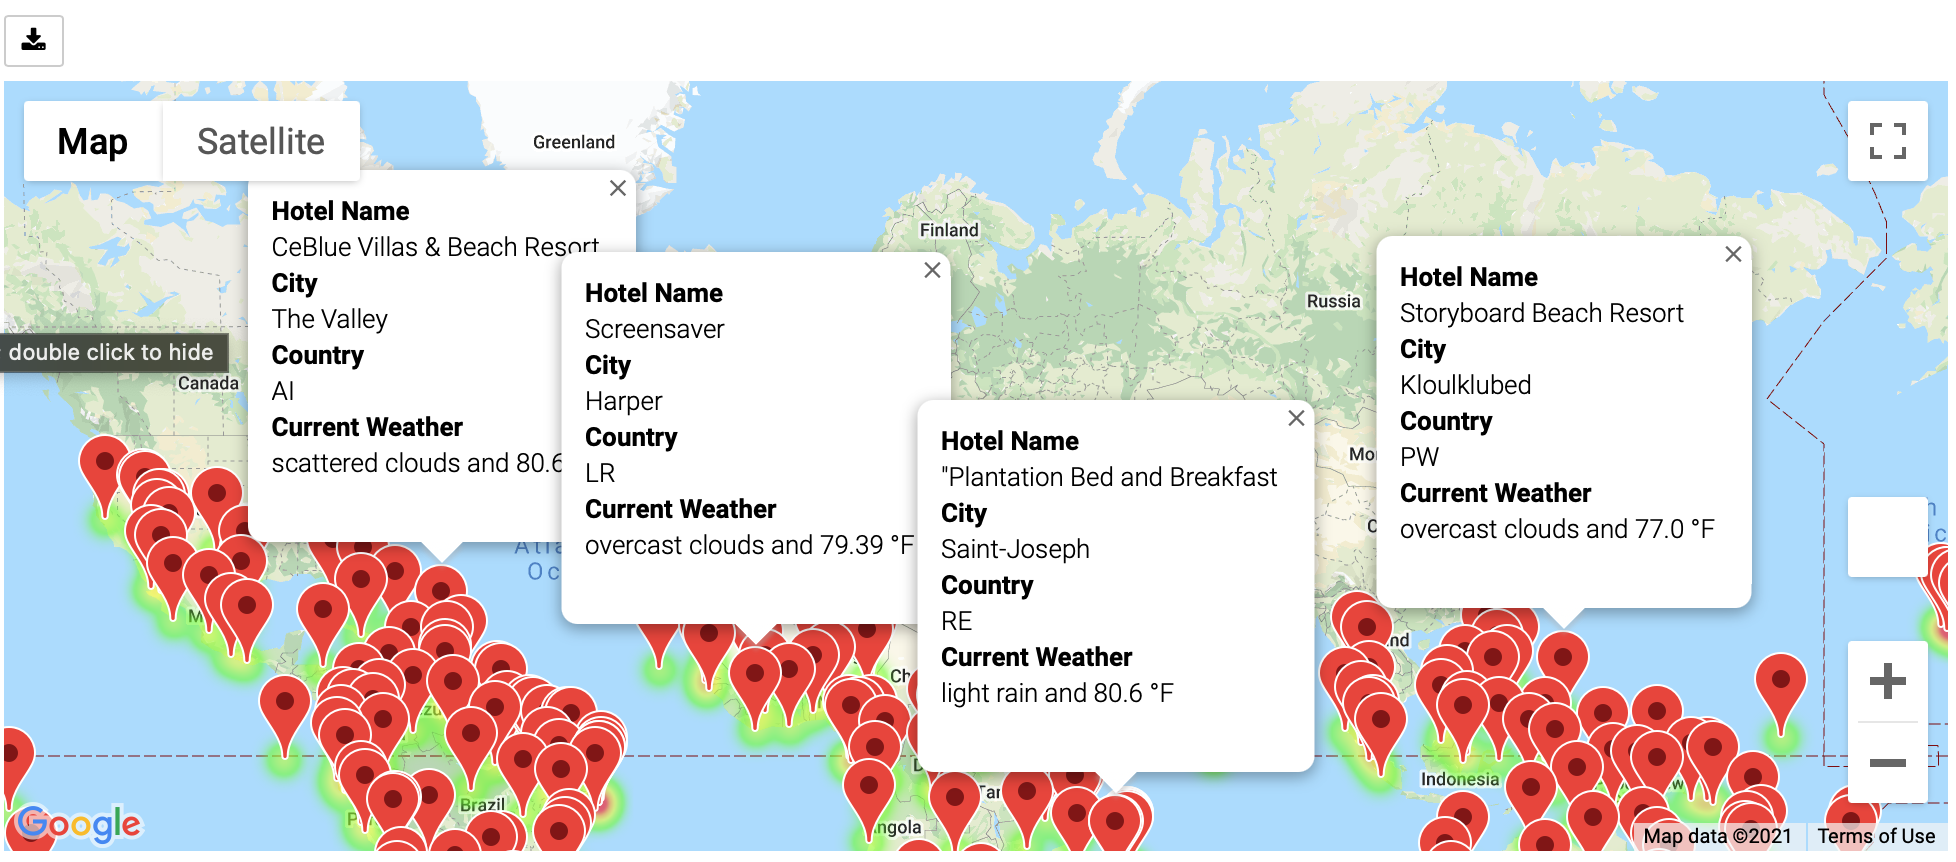 Map
Satellite
Greenland
Finland
Russia
Canada
double click to hide
Hotel Name
CeBlue Villas & Beach Resort
City
The Valley
Country
AI
Current Weather
scattered clouds and 80.6
Hotel Name
Screensaver
City
Harper
Country
LR
Current Weather
overcast clouds and 79.39 °F
Hotel Name
"Plantation Bed and Breakfast
City
Saint-Joseph
Country
RE
Current Weather
light rain and 80.6 °F
Hotel Name
Storyboard Beach Resort
City
Kloulklubed
Country
PW
Current Weather
overcast clouds and 77.0 °F
Indonesia
Brazil
Google
Map data ©2021
Terms of Use